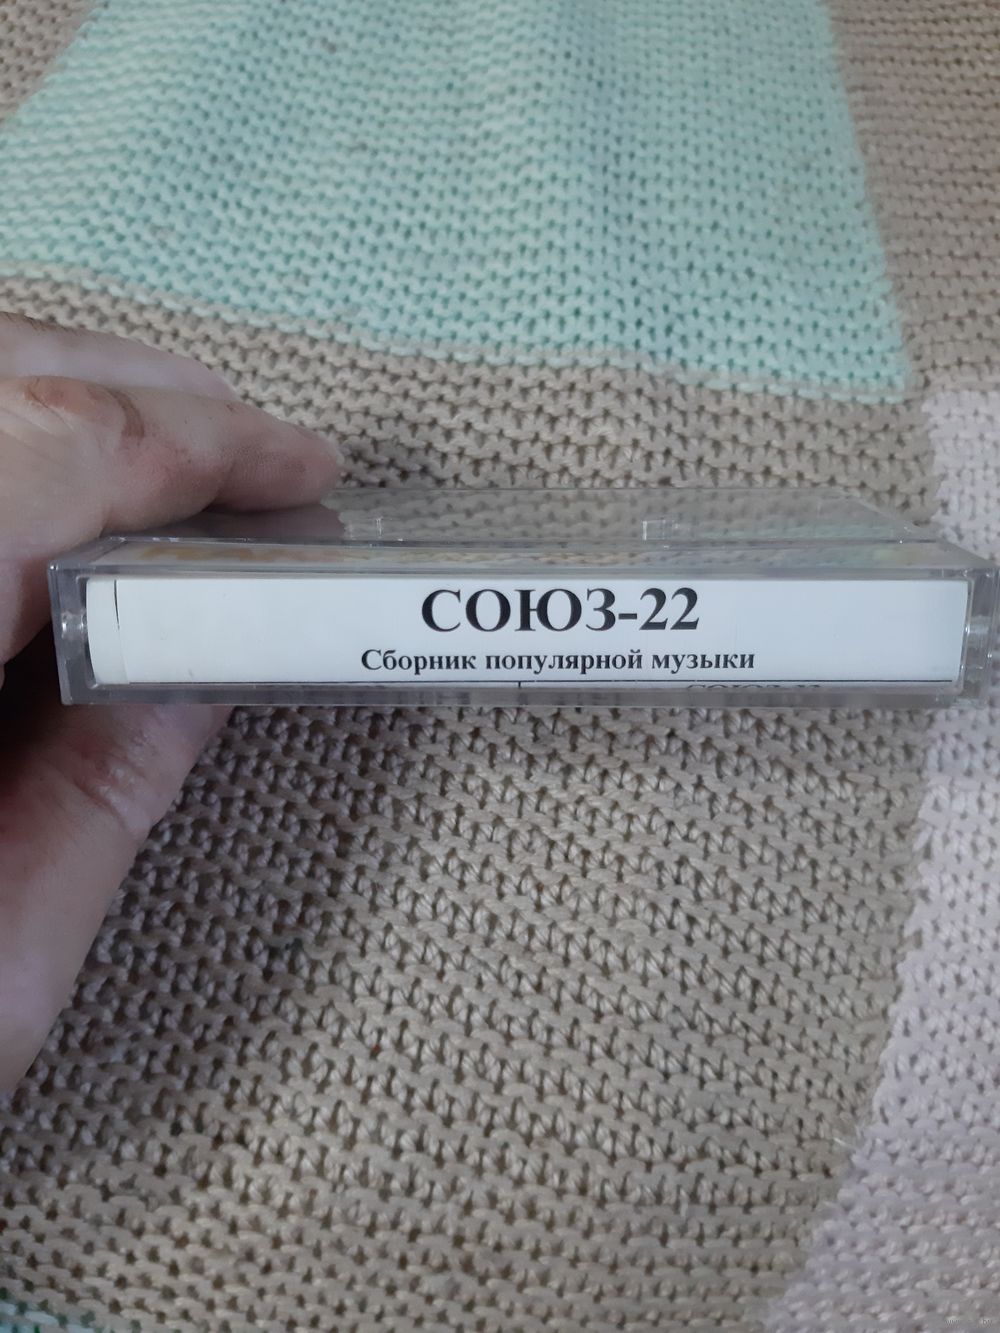 СОЮЗ-22
Сборник популярной музыки